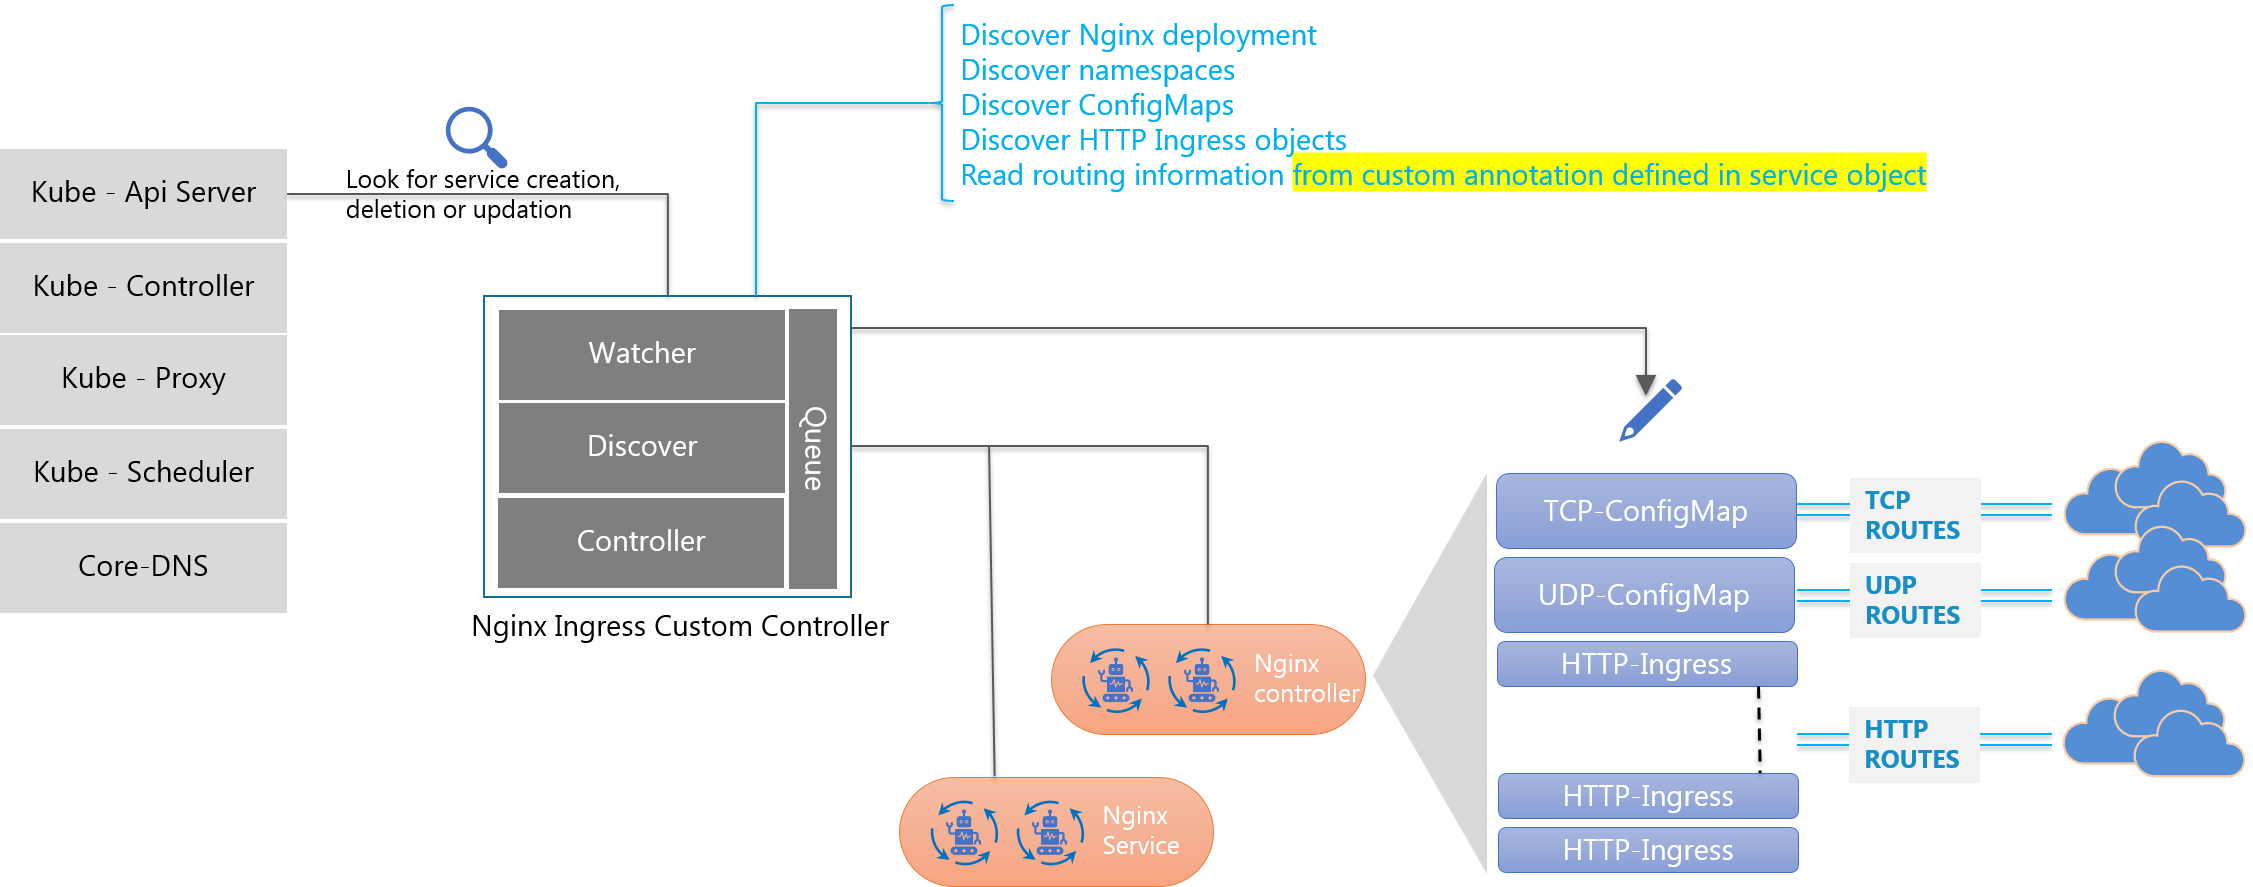 Discover Nginx deployment
Discover namespaces
Discover ConfigMaps
Discover HTTP Ingress objects
Read routing information from custom annotation defined in service object
Look for service creation,
deletion or updation
Kube - Api Server
Kube - Controller
Kube - Proxy
Kube - Scheduler
Core-DNS
Watcher
Discover
Controller
Queue
Nginx Ingress Custom Controller
Nginx
controller
Nginx
Service
TCP-ConfigMap
UDP-ConfigMap
HTTP-Ingress
HTTP-Ingress
HTTP-Ingress
TCP
ROUTES
UDP
ROUTES
HTTP
ROUTES